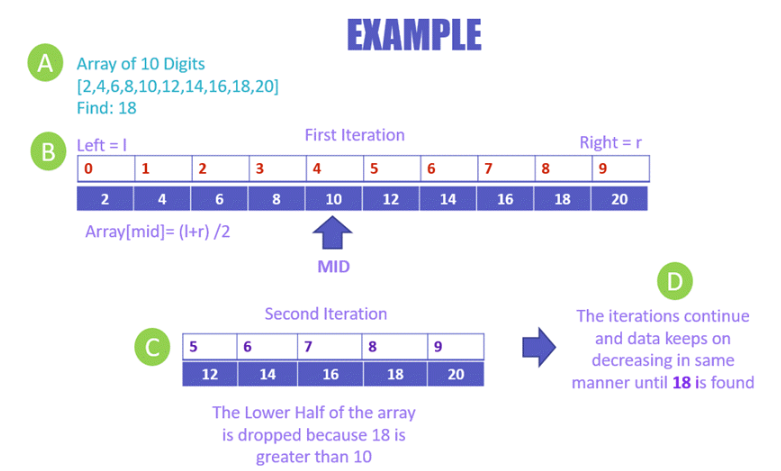 EXAMPLE
A
Array of 10 Digits
[2,4,6,8,10,12,14,16,18,20]
Find: 18
B
Left = l
First Iteration
Right = r
0 1 2 3 4 5 6 7 8 9
2 4 6 8 10 12 14 16 18 20
Array[mid]= (l+r) /2
MID
Second Iteration
C
5 6 7 8 9
12 14 16 18 20
The Lower Half of the array
is dropped because 18 is
greater than 10
D
The iterations continue
and data keeps on
decreasing in same
manner until 18 is found